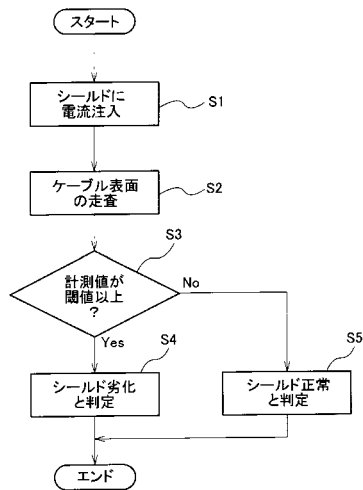 スタート
シールドに
電流注入
S1
ケーブル表面
の走査
S2
S3
計測値が
閾値以上
?
No
Yes
S4
シールド劣化
と判定
S5
シールド正常
と判定
エンド